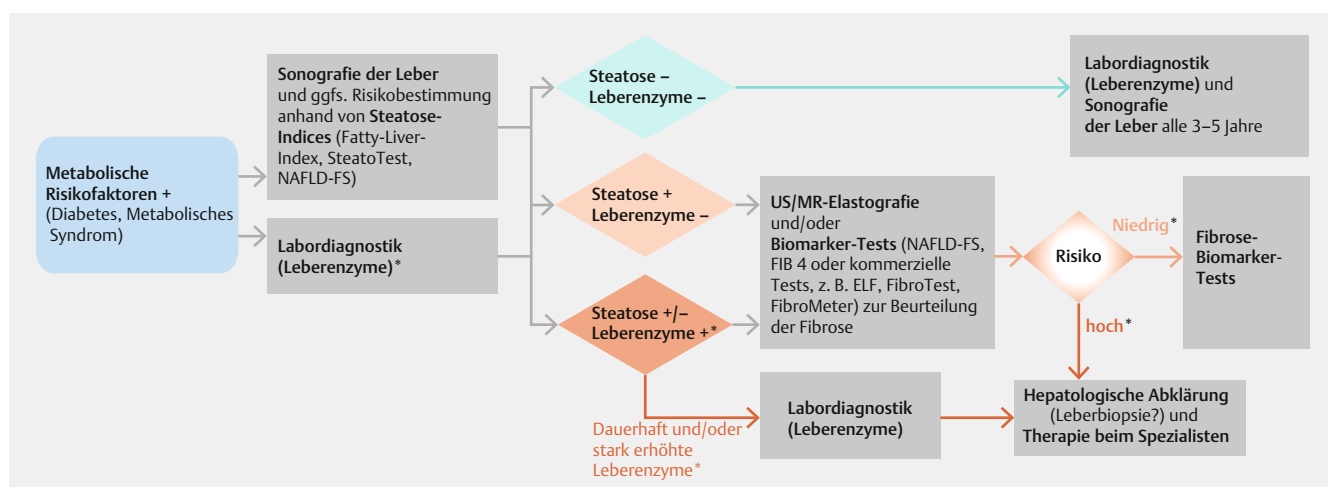 Metabolische
Risikofaktoren +
(Diabetes, Metabolisches
Syndrom)
Sonografie der Leber
und ggfs. Risikobestimmung
anhand von Steatose-
Indices (Fatty-Liver-
Index, SteatoTest,
NAFLD-FS)
Labordiagnostik
(Leberenzyme)*
Steatose –
Leberenzyme –
Steatose +
Leberenzyme –
Steatose +/–
Leberenzyme +*
Dauerhaft und/oder
stark erhöhte
Leberenzyme*
Labordiagnostik
(Leberenzyme) und
Sonografie
der Leber alle 3–5 Jahre
US/MR-Elastografie
und/oder
Biomarker-Tests (NAFLD-FS,
FIB 4 oder kommerzielle
Tests, z. B. ELF, FibroTest,
FibroMeter) zur Beurteilung
der Fibrose
Risiko
Niedrig*
Fibrose-
Biomarker-
Tests
hoch*
Labordiagnostik
(Leberenzyme)
Hepatologische Abklärung
(Leberbiopsie?) und
Therapie beim Spezialisten